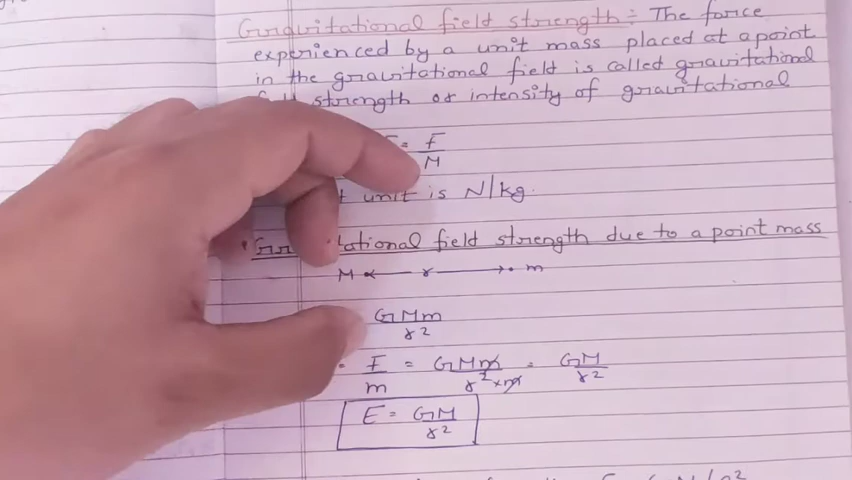 Gravitational field strength :- The force
experienced by a unit mass placed at a point
in the gravitational field is called gravitational
strength or intensity of gravitational
= F/M
unit is N/kg.
Gravitational field strength due to a point mass
M r m
GMm/r²
F/m = GMm/r²×m = GM/r²
E = GM/r²